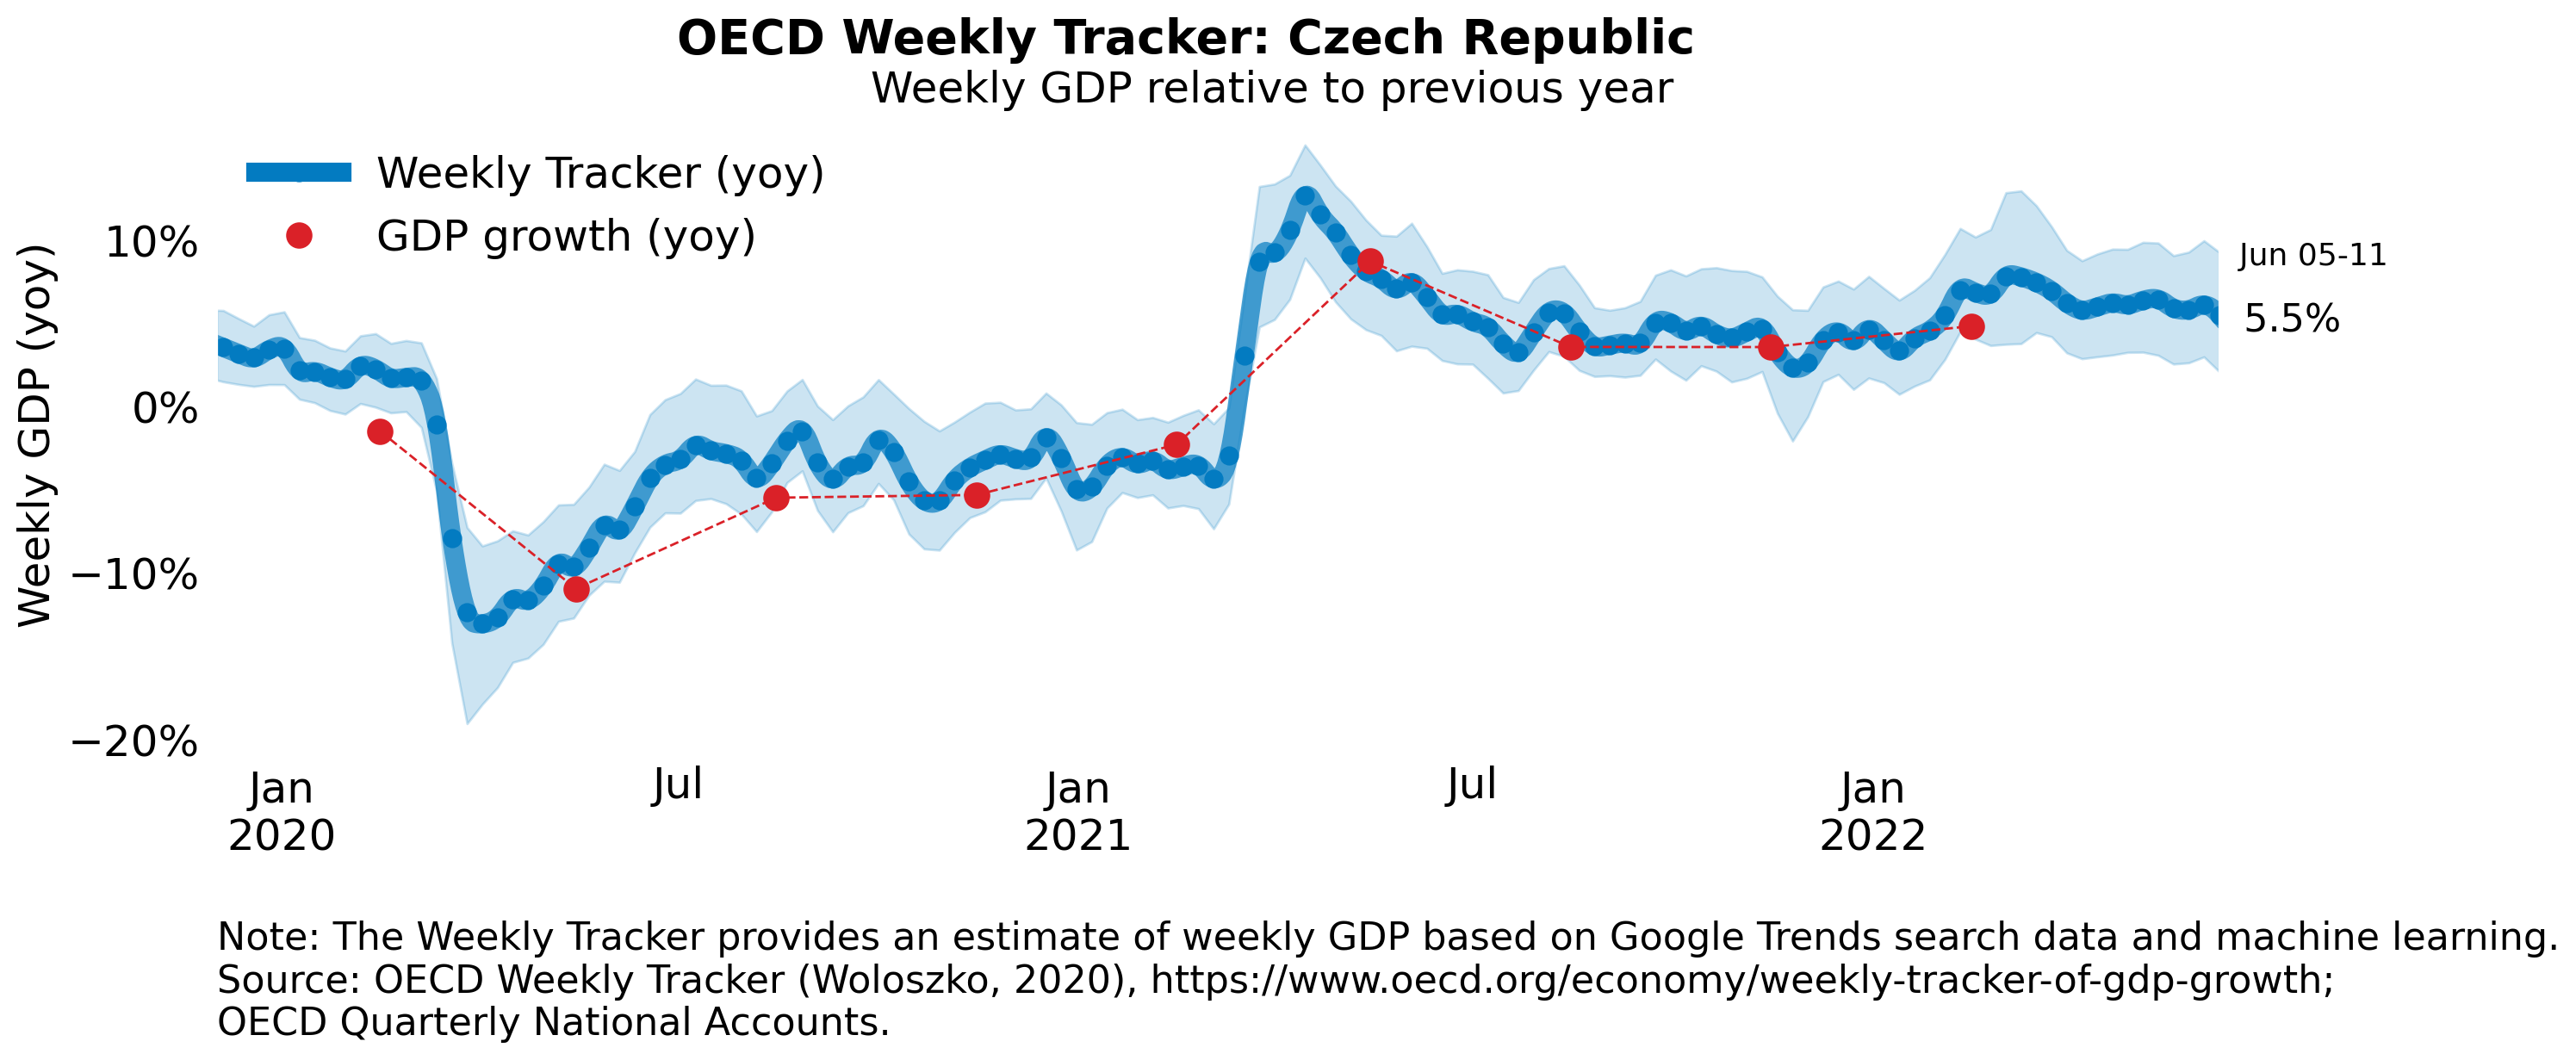 OECD Weekly Tracker: Czech Republic
Weekly GDP relative to previous year
Weekly Tracker (yoy)
GDP growth (yoy)
Weekly GDP (yoy)
10%
0%
−10%
−20%
Jun 05-11
5.5%
Jan
2020
Jul
Jan
2021
Jul
Jan
2022
Note: The Weekly Tracker provides an estimate of weekly GDP based on Google Trends search data and machine learning.
Source: OECD Weekly Tracker (Woloszko, 2020), https://www.oecd.org/economy/weekly-tracker-of-gdp-growth;
OECD Quarterly National Accounts.